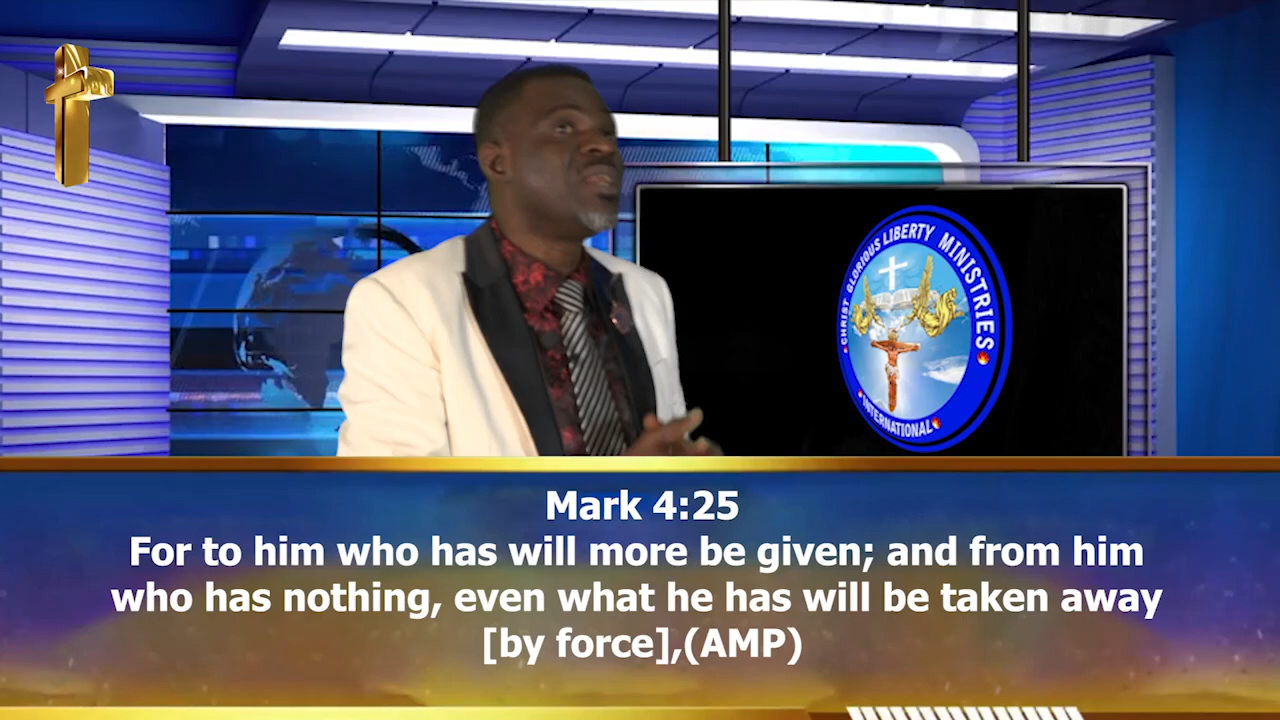 CHRIST GLORIOUS LIBERTY MINISTRIES
INTERNATIONAL
Mark 4:25
For to him who has will more be given; and from him
who has nothing, even what he has will be taken away
[by force],(AMP)